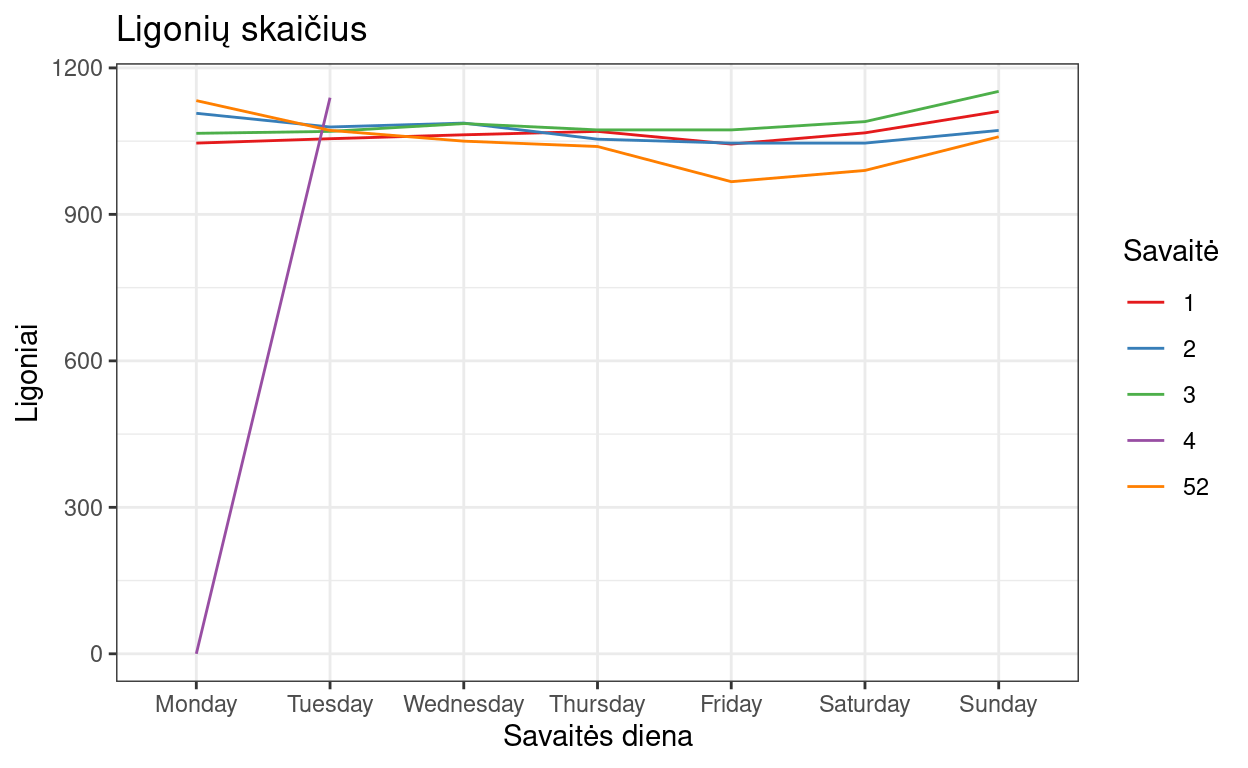 Ligonių skaičius
1200
900
600
300
0
Ligoniai
Monday Tuesday Wednesday Thursday Friday Saturday Sunday
Savaitės diena
Savaitė
1
2
3
4
52